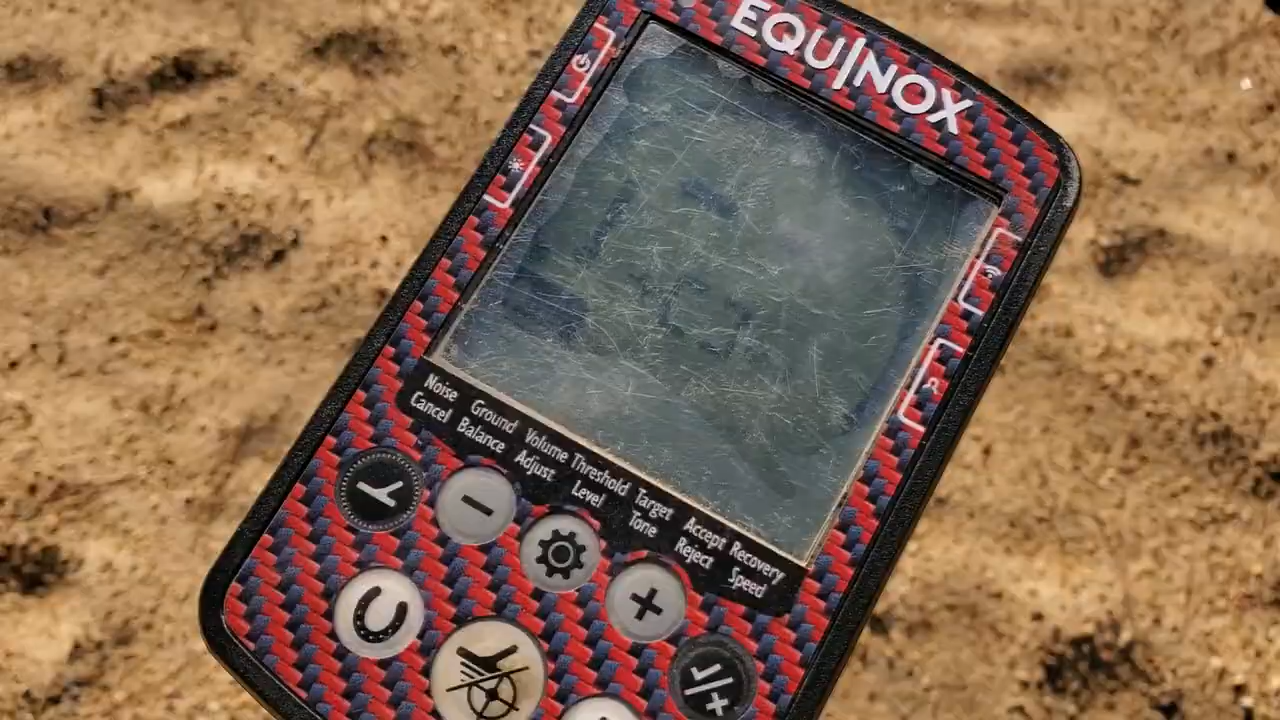 EQUINOX
Noise Cancel
Ground Balance
Volume Adjust
Threshold Level
Target Tone
Accept Reject
Recovery Speed